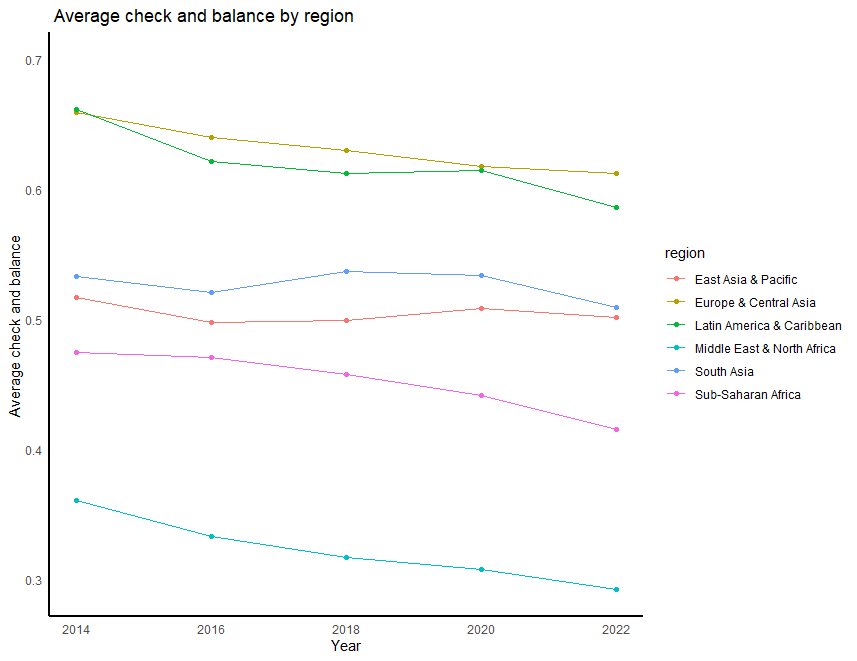 Average check and balance by region
0.7
0.6
0.5
0.4
0.3
Average check and balance
2014 2016 2018 2020 2022
Year
region
East Asia & Pacific
Europe & Central Asia
Latin America & Caribbean
Middle East & North Africa
South Asia
Sub-Saharan Africa